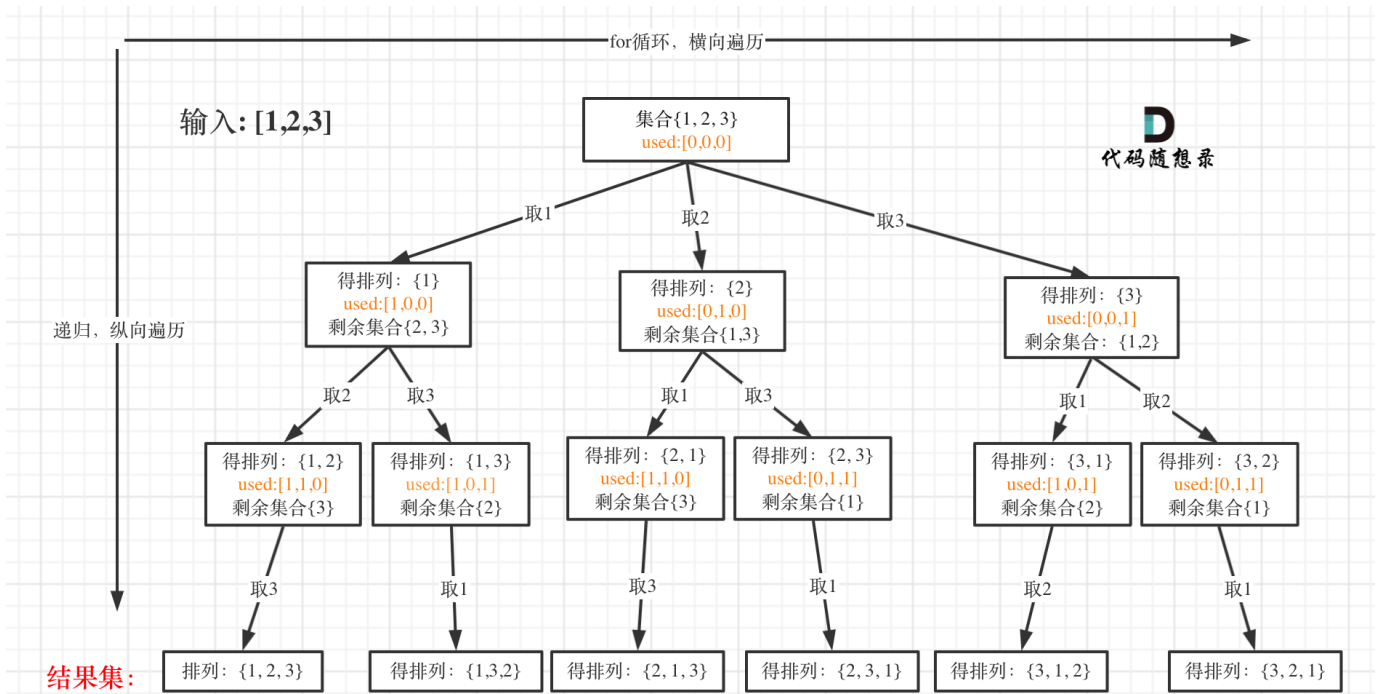 for循环，横向遍历
输入: [1,2,3]
集合{1, 2, 3}
used:[0,0,0]
代码随想录
取1
取2
取3
递归，纵向遍历
得排列：{1}
used:[1,0,0]
剩余集合{2, 3}
得排列：{2}
used:[0,1,0]
剩余集合{1,3}
得排列：{3}
used:[0,0,1]
剩余集合：{1,2}
取2
取3
取1
取3
取1
取2
得排列：{1, 2}
used:[1,1,0]
剩余集合{3}
得排列：{1, 3}
used:[1,0,1]
剩余集合{2}
得排列：{2, 1}
used:[1,1,0]
剩余集合{3}
得排列：{2, 3}
used:[0,1,1]
剩余集合{1}
得排列：{3, 1}
used:[1,0,1]
剩余集合{2}
得排列：{3, 2}
used:[0,1,1]
剩余集合{1}
取3
取1
取3
取1
取2
取1
结果集：
排列：{1, 2, 3}
得排列：{1,3,2}
得排列：{2, 1, 3}
得排列：{2, 3, 1}
得排列：{3, 1, 2}
得排列：{3, 2, 1}